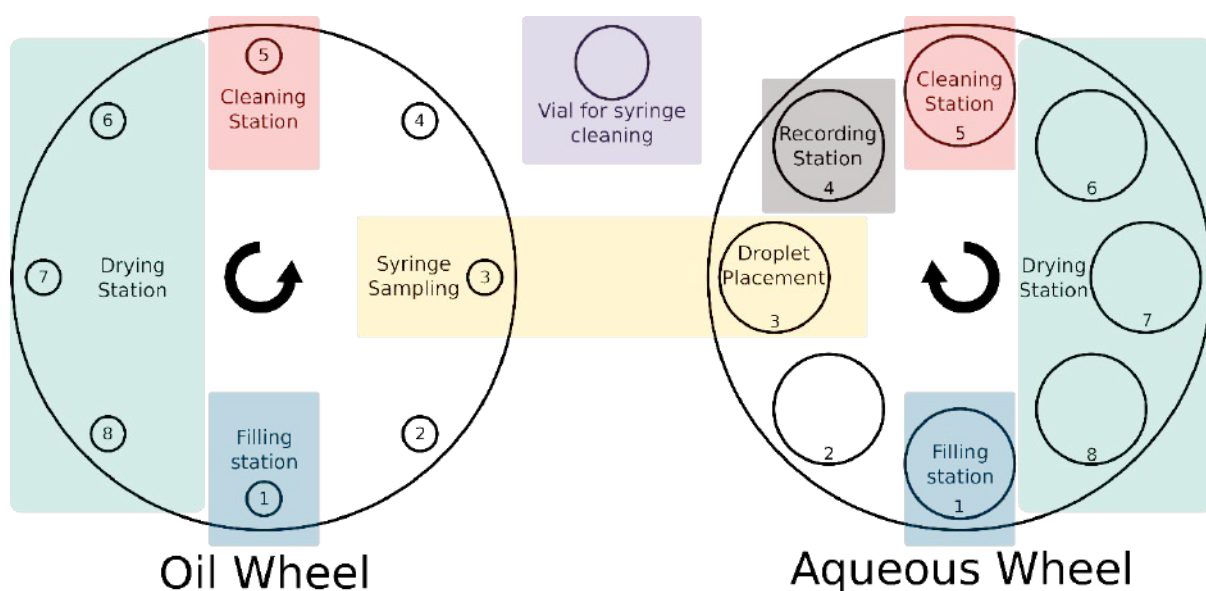 5
Cleaning
Station
6
4
7
Drying
Station
Syringe
Sampling
3
8
2
Filling
station
1
Oil Wheel
Vial for syringe
cleaning
Cleaning
Station
5
Recording
Station
4
6
Droplet
Placement
3
Drying
Station
7
2
Filling
station
1
8
Aqueous Wheel